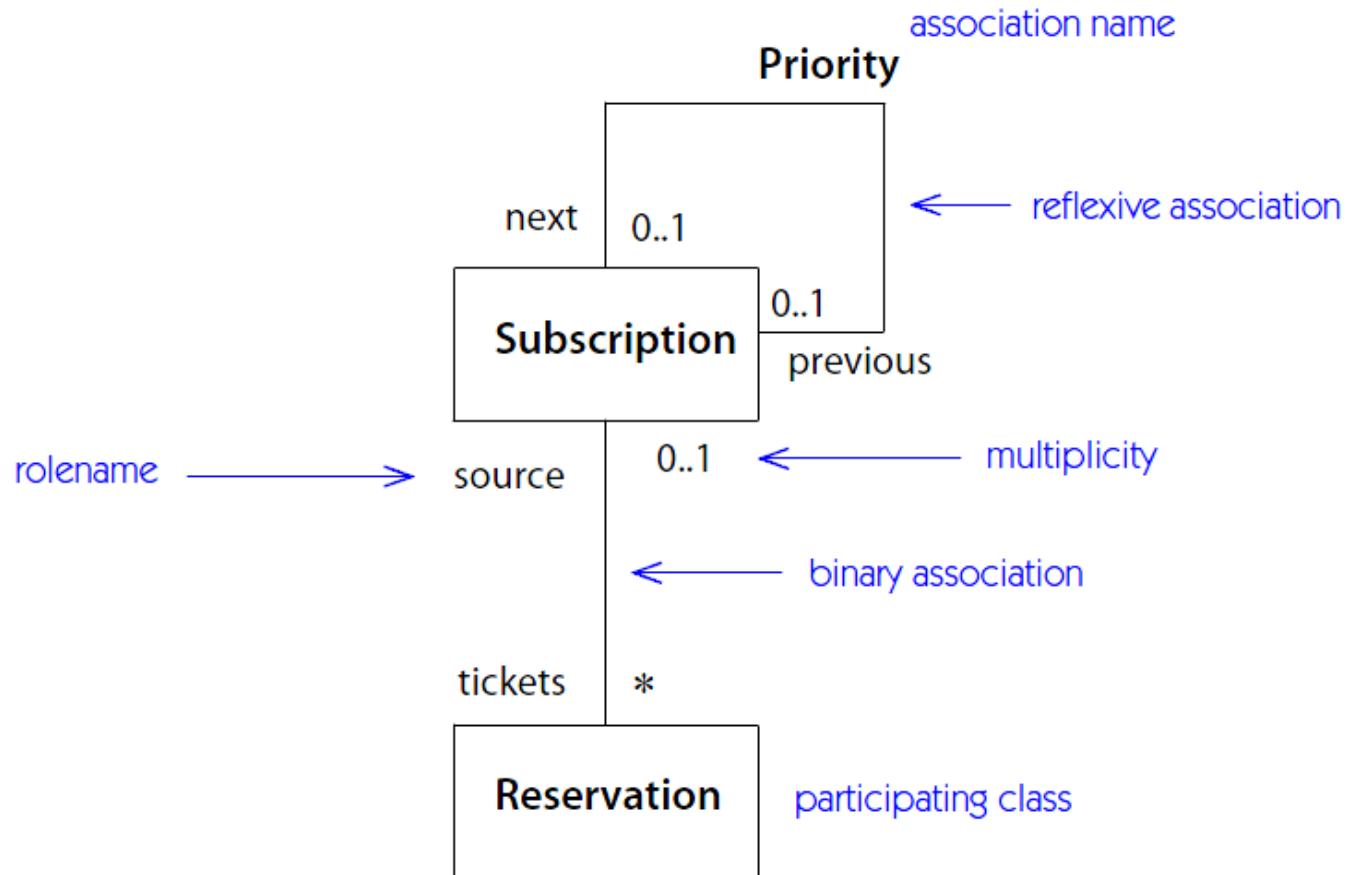 association name
Priority
reflexive association
next
0..1
0..1
Subscription
previous
0..1
multiplicity
rolename
source
binary association
tickets
*
Reservation
participating class